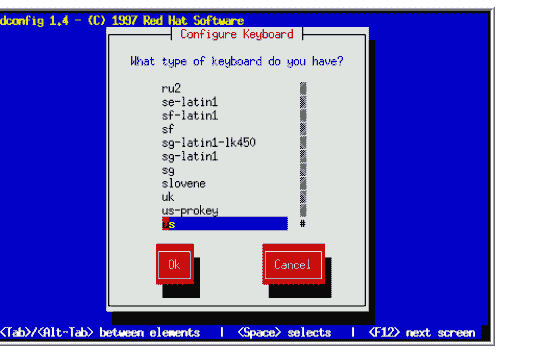 dconfig 1.4 - (C) 1997 Red Hat Software
Configure Keyboard
What type of keyboard do you have?
ru2
se-latin1
sf-latin1
sf
sg-latin1-lk450
sg-latin1
sg
slovene
uk
us-prokey
us
#
Ok
Cancel
<Tab>/<Alt-Tab> between elements | <Space> selects | <F12> next screen